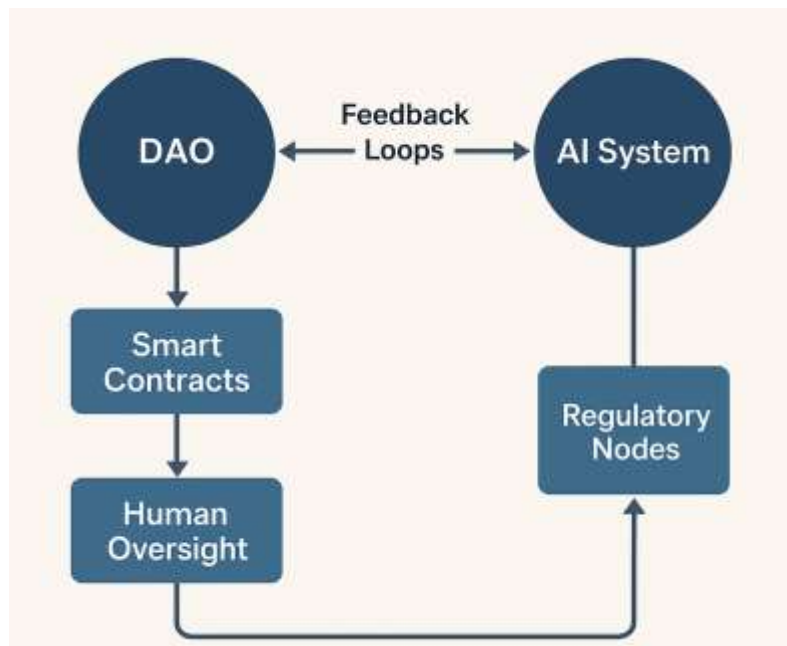 DAO
Feedback
Loops
AI System
Smart
Contracts
Human
Oversight
Regulatory
Nodes